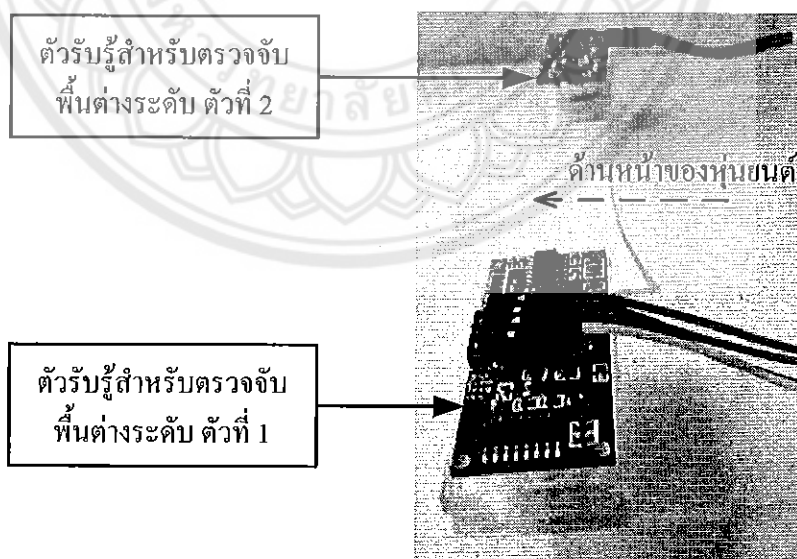 ตัวรับรู้สำหรับตรวจจับ
พื้นต่างระดับ ตัวที่ 2
ด้านหน้าของหุ่นยนต์
ตัวรับรู้สำหรับตรวจจับ
พื้นต่างระดับ ตัวที่ 1